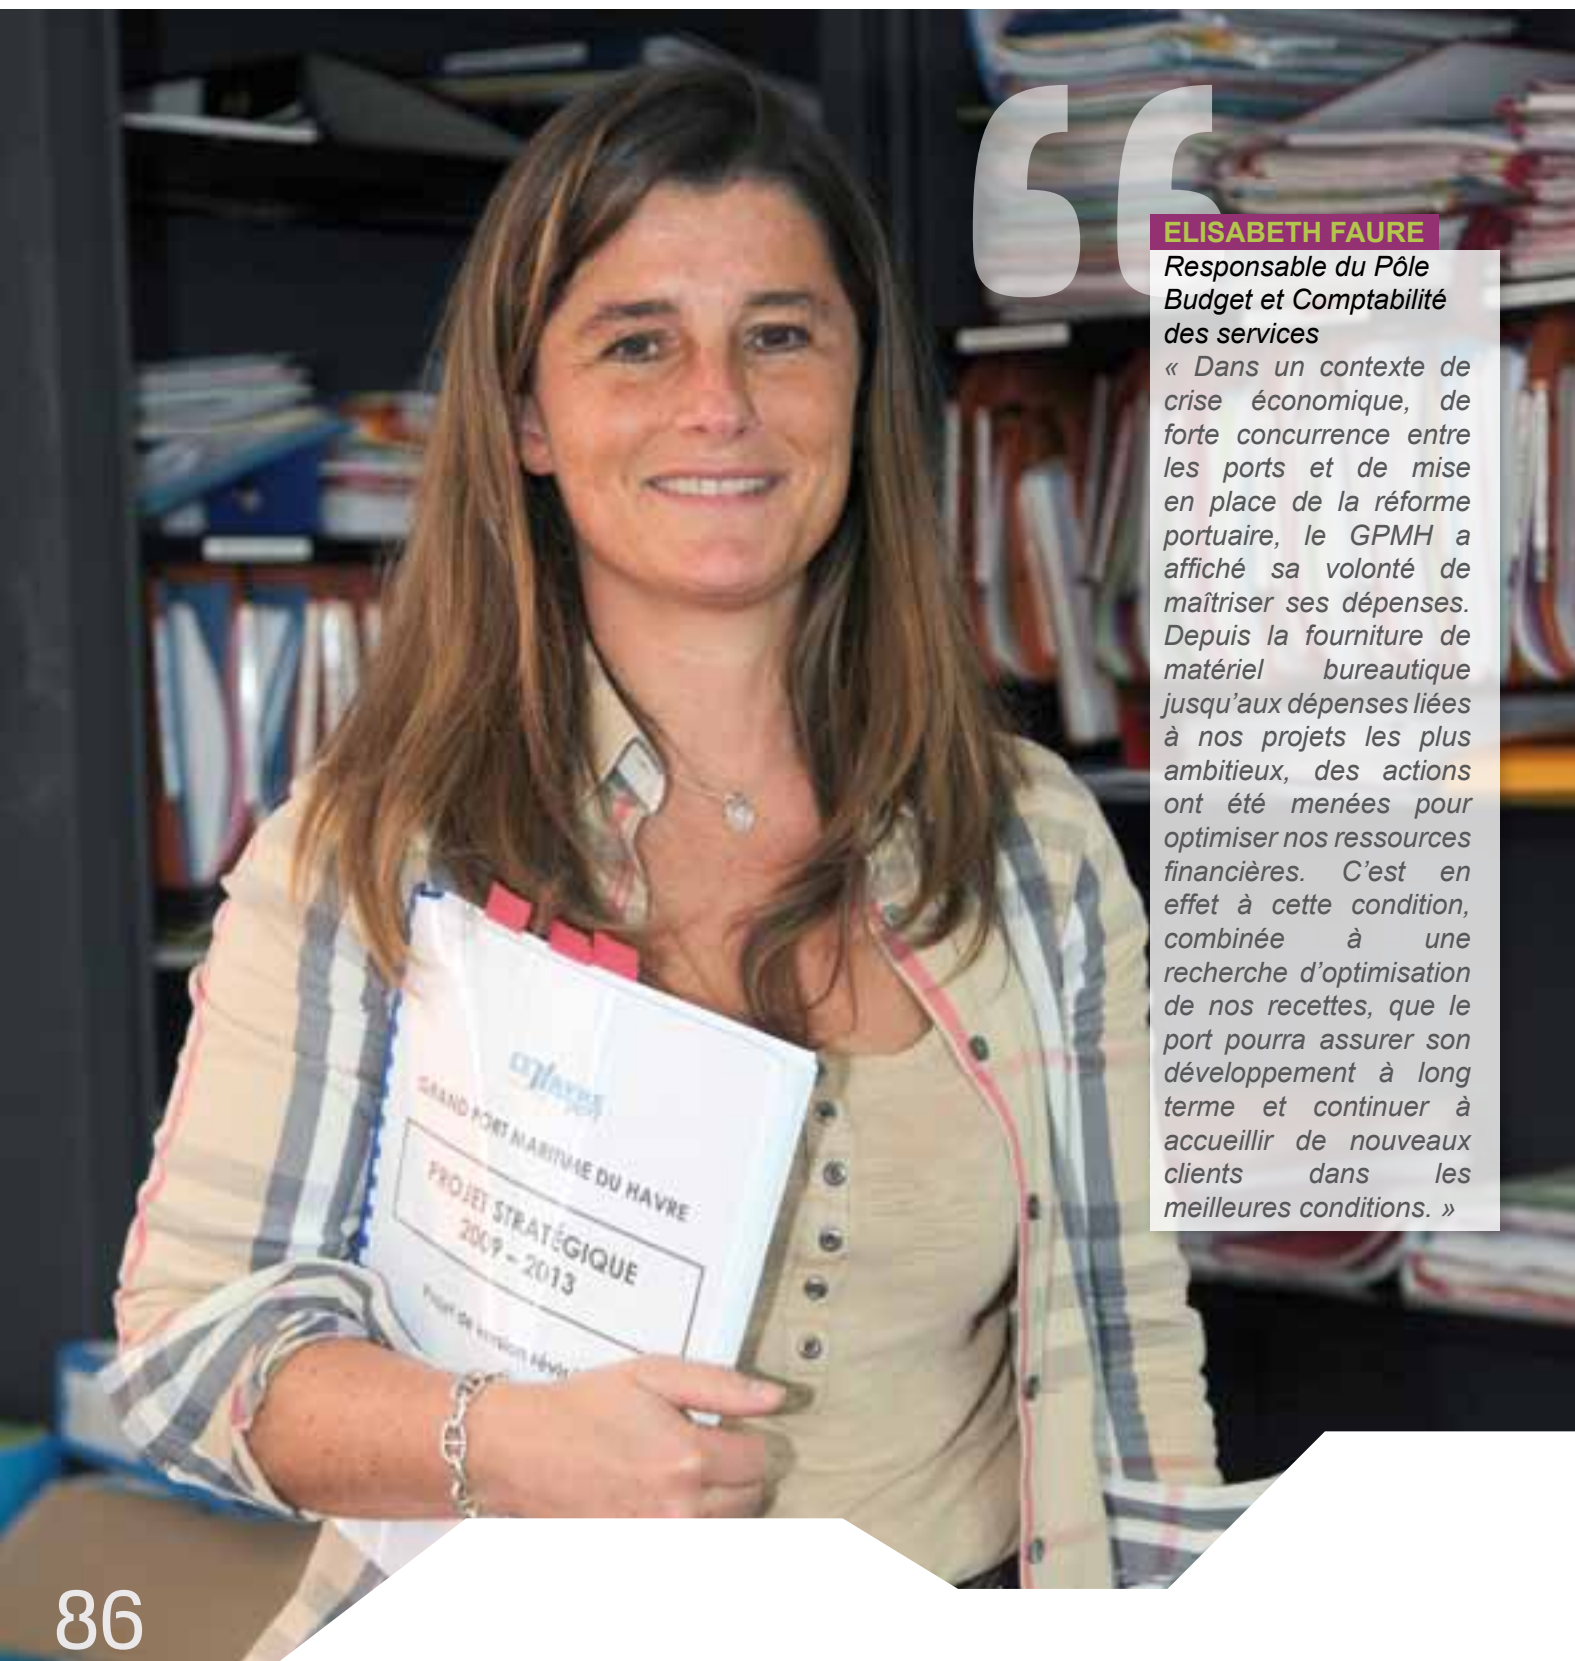 ELISABETH FAURE
Responsable du Pôle
Budget et Comptabilité
des services
« Dans un contexte de
crise économique, de
forte concurrence entre
les ports et de mise
en place de la réforme
portuaire, le GPMH a
affiché sa volonté de
maîtriser ses dépenses.
Depuis la fourniture de
matériel bureautique
jusqu’aux dépenses liées
à nos projets les plus
ambitieux, des actions
ont été menées pour
optimiser nos ressources
financières. C’est en
effet à cette condition,
combinée à une
recherche d’optimisation
de nos recettes, que le
port pourra assurer son
développement à long
terme et continuer à
accueillir de nouveaux
clients dans les
meilleures conditions. »
GRAND PORT MARITIME DU HAVRE
PROJET STRATÉGIQUE
2009 – 2013
Projet de version
86